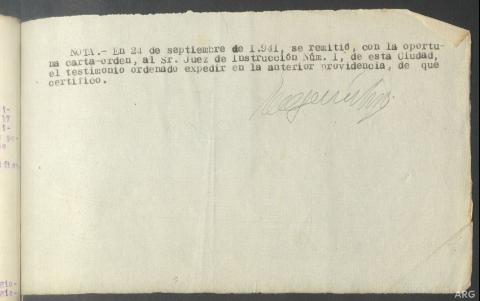 NOTA.- En 24 de septiembre de 1.941, se remitió, con la oportu-
na carta-orden, al Sr. Juez de Instrucción Núm. 1, de esta Ciudad,
el testimonio ordenado expedir en la anterior providencia, de que
certifico.
ARG